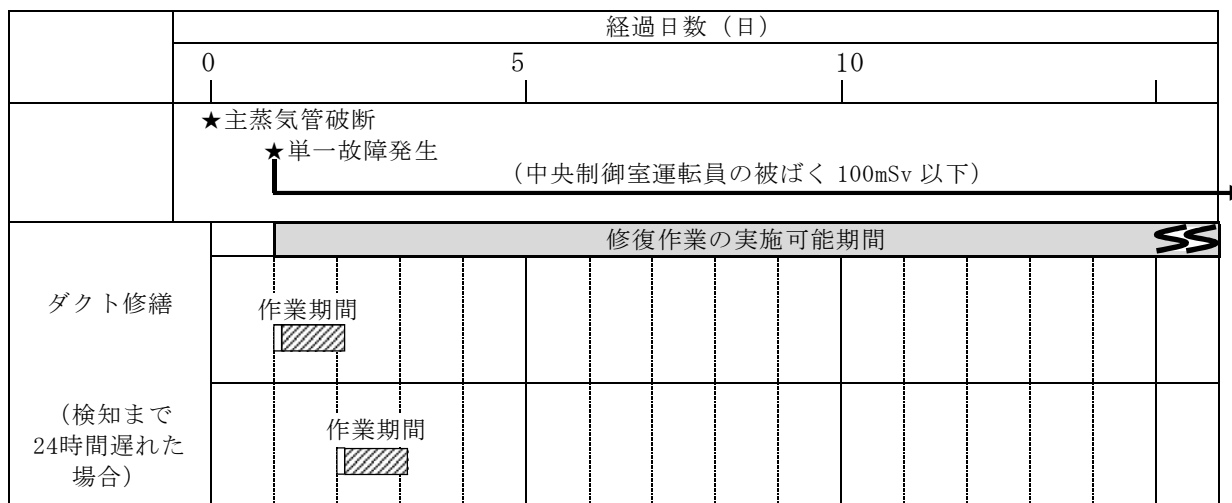 経過日数（日）
0
5
10
★主蒸気管破断
★単一故障発生
（中央制御室運転員の被ばく 100mSv 以下）
修復作業の実施可能期間
ダクト修繕
作業期間
（検知まで
24時間遅れた
場合）
作業期間